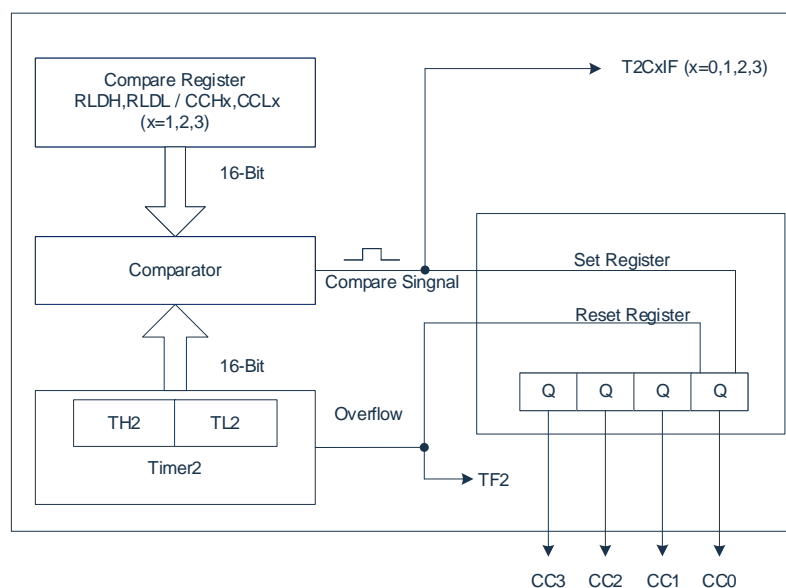 Compare Register
RLDH,RLDL / CCHx,CCLx
(x=1,2,3)
T2CxIF (x=0,1,2,3)
16-Bit
Comparator
Compare Singnal
Set Register
Reset Register
16-Bit
Overflow
Q Q Q Q
TH2 TL2
Timer2
TF2
CC3 CC2 CC1 CC0